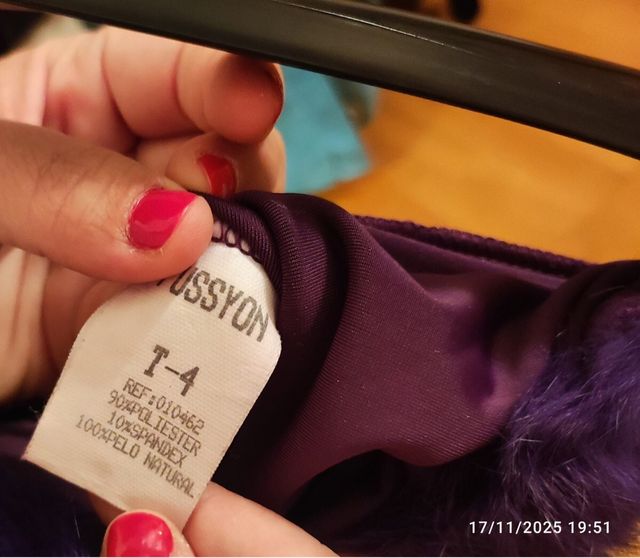 USSYON
T-4
REF:010462
90%POLIESTER
10%SPANDEX
100%PELO NATURAL
17/11/2025 19:51